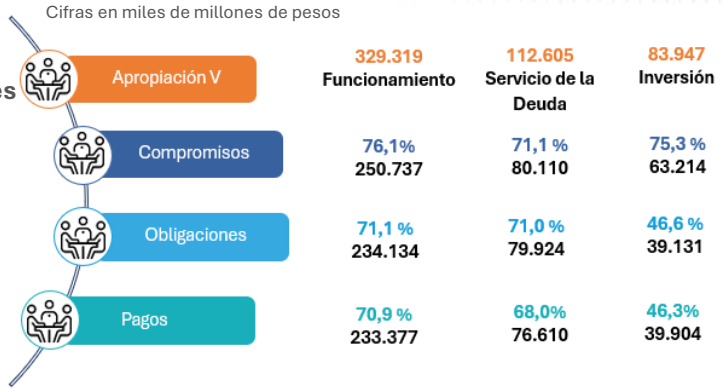 Cifras en miles de millones de pesos
es
Apropiación V
329.319
Funcionamiento
112.605
Servicio de la
Deuda
83.947
Inversión
Compromisos
76,1%
250.737
71,1 %
80.110
75,3 %
63.214
Obligaciones
71,1 %
234.134
71,0 %
79.924
46,6 %
39.131
Pagos
70,9 %
233.377
68,0%
76.610
46,3%
39.904